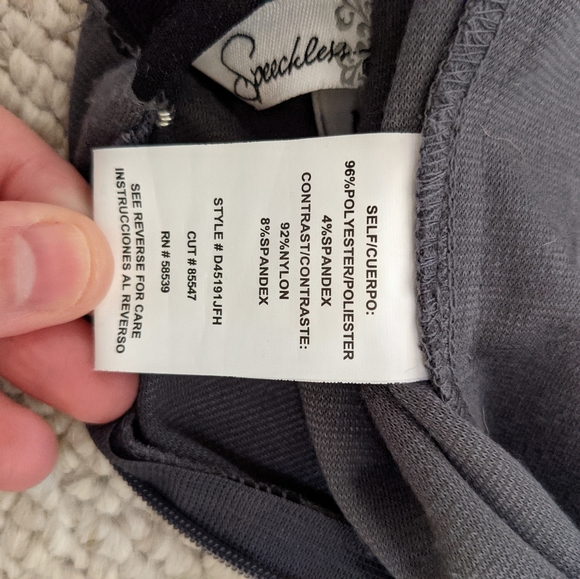 Speechless
SELF/CUERPO:
96%POLYESTER/POLIESTER
4%SPANDEX
CONTRAST/CONTRASTE:
92%NYLON
8%SPANDEX
STYLE # D45191JFH
CUT # 85547
RN # 58539
SEE REVERSE FOR CARE
INSTRUCCIONES AL REVERSO